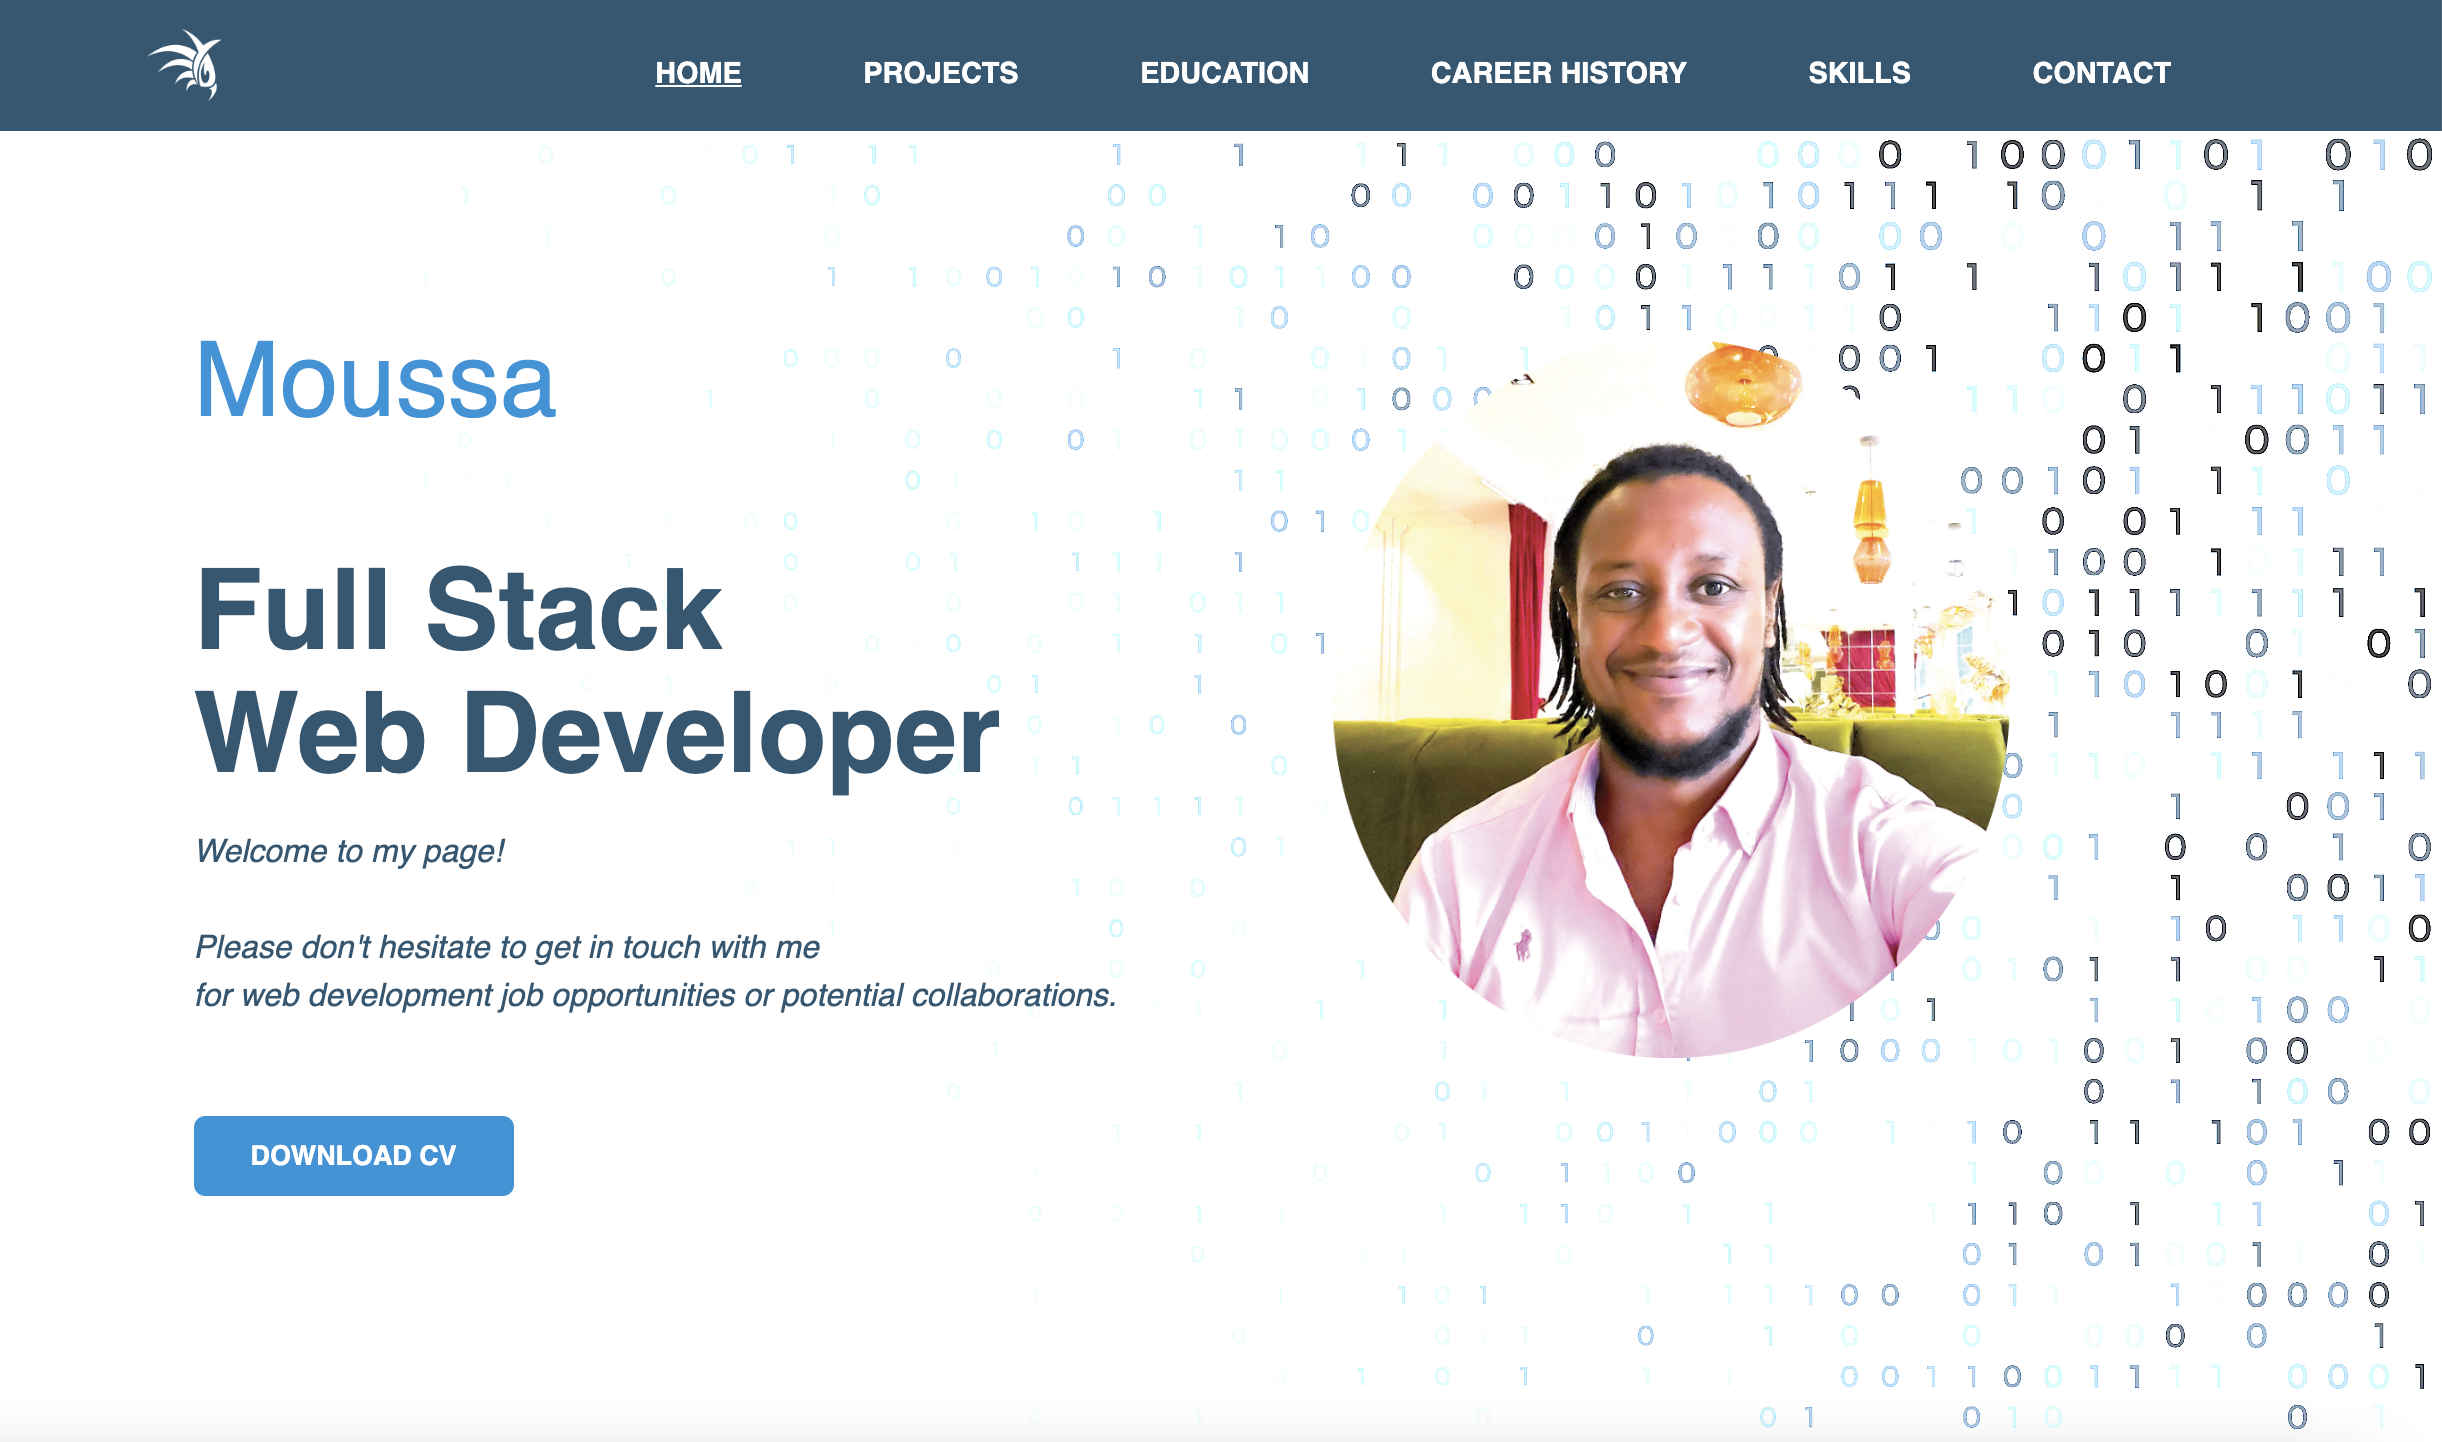 HOME PROJECTS EDUCATION CAREER HISTORY SKILLS CONTACT
Moussa
Full Stack
Web Developer
Welcome to my page!
Please don't hesitate to get in touch with me
for web development job opportunities or potential collaborations.
DOWNLOAD CV